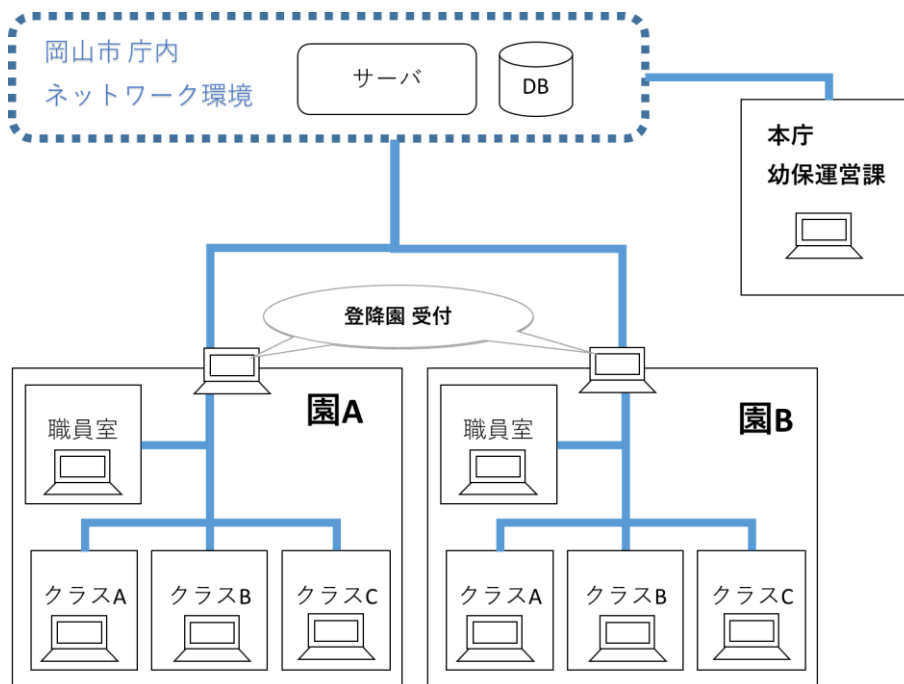 岡山市 庁内
ネットワーク環境
サーバ
DB
本庁
幼保運営課
登降園 受付
園A
職員室
クラスA
クラスB
クラスC
園B
職員室
クラスA
クラスB
クラスC